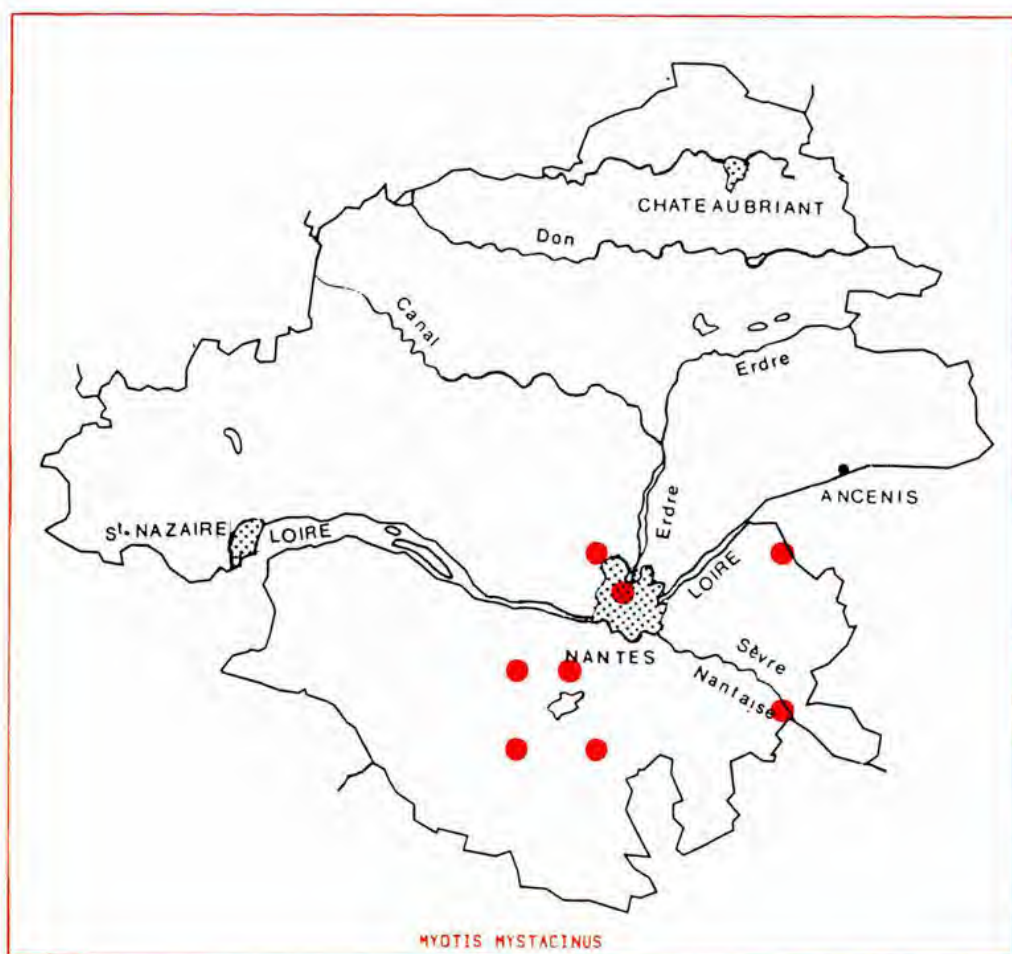 CHATEAUBRIANT
Don
Canal
Erdre
ANCENIS
Erdre
St. NAZAIRE
LOIRE
LOIRE
NANTES
Sèvre
Nantaise
MYOTIS MYSTACINUS